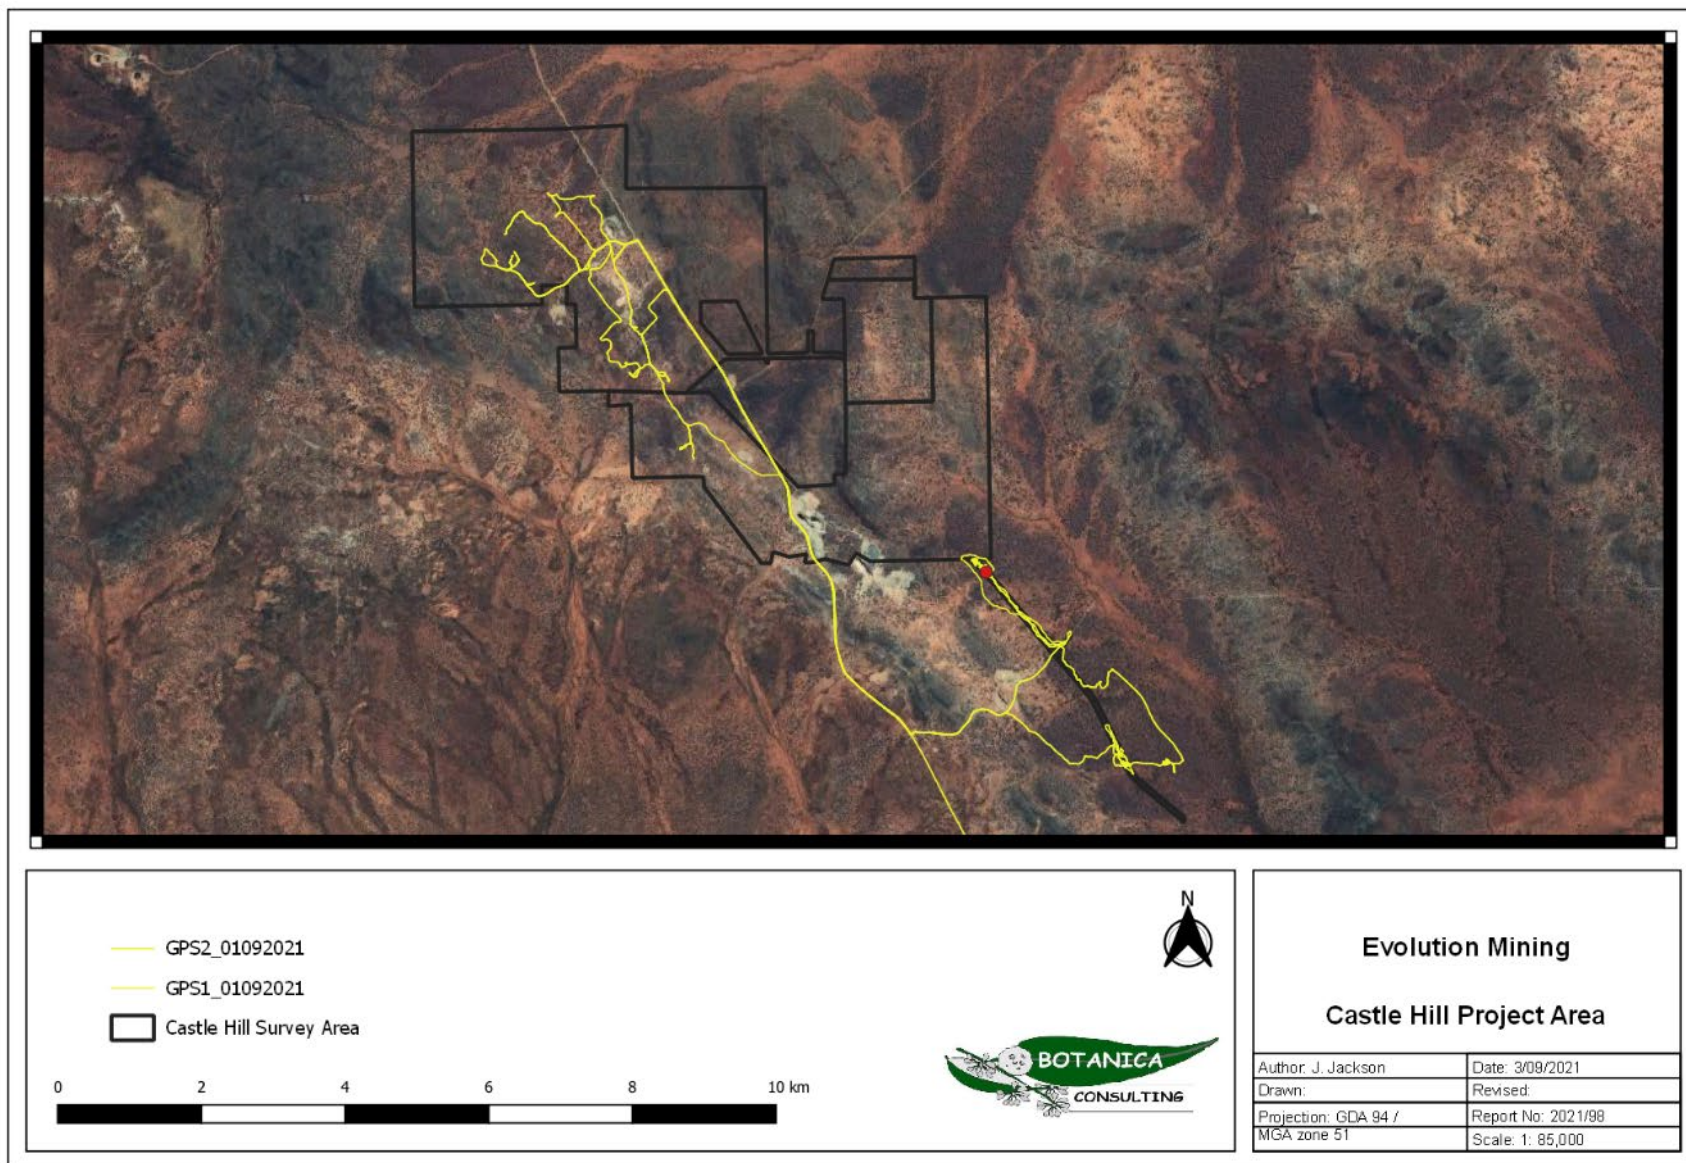 GPS2_01092021
GPS1_01092021
Castle Hill Survey Area
0 2 4 6 8 10 km
N
BOTANICA
CONSULTING
Evolution Mining
Castle Hill Project Area
Author: J. Jackson
Date: 3/09/2021
Drawn:
Revised:
Projection: GDA 94 /
MGA zone 51
Report No: 2021/98
Scale: 1: 85,000